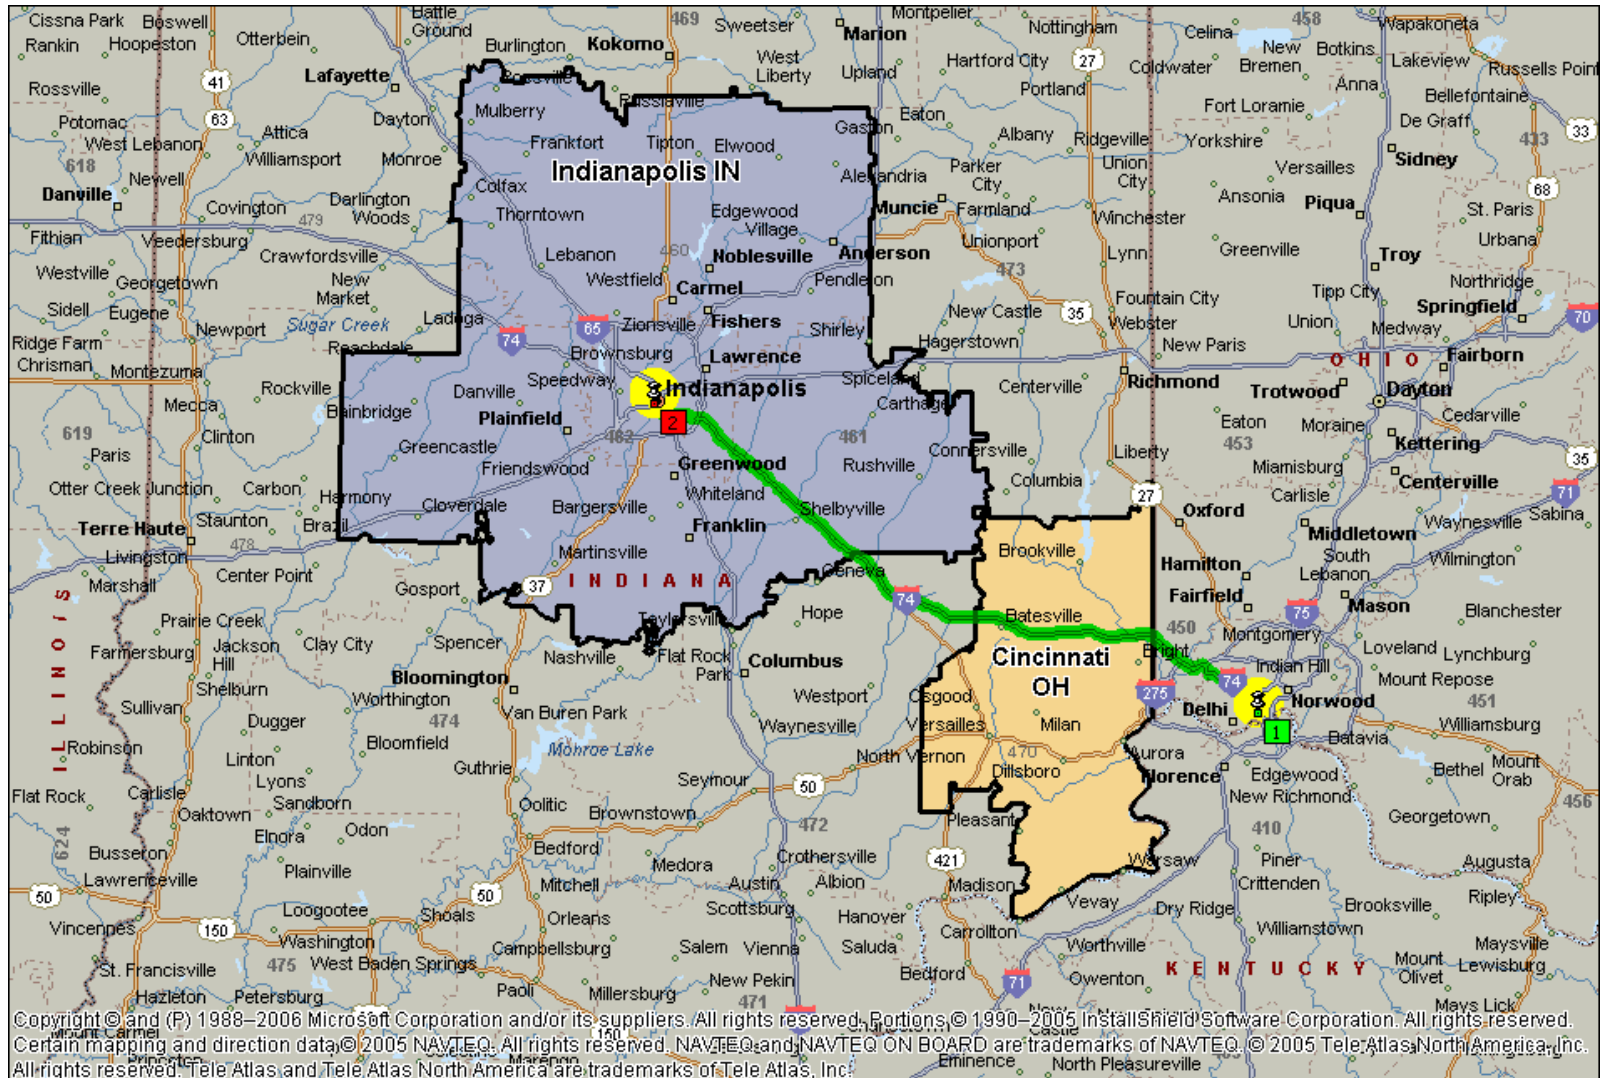 Cissna Park
Boswell
Battle Ground
469
Sweetser
Montpelier
Nottingham
458
Wapakoneta
Rankin
Hoopeston
Otterbein
Burlington
Kokomo
Marion
Celina
New Bremen
Botkins
Lakeview
Russells Point
Lafayette
Rossville
West Liberty
Upland
Hartford City
27
Coldwater
Anna
41
Rossville
Mulberry
Russiaville
Portland
Fort Loramie
Bellefontaine
Potomac
63
Dayton
Gaston
Eaton
Albany
Ridgeville
Yorkshire
De Graff
33
West Lebanon
Attica
Frankfort
Tipton
Elwood
433
618
Williamsport
Monroe
Indianapolis IN
Parker City
Union City
Versailles
Sidney
Newell
Colfax
Alexandria
68
Danville
Covington
Darlington Woods
Thorntown
Edgewood Village
Muncie
Farmland
Winchester
Ansonia
Piqua
St. Paris
479
Fithian
Veedersburg
Crawfordsville
Lebanon
460
Noblesville
Anderson
Unionport
Lynn
Greenville
Troy
Urbana
Westville
Georgetown
New Market
Westfield
Carmel
Pendleton
473
Fountain City
Tipp City
Northridge
Sidell
Eugene
Newport
Sugar Creek
Ladoga
74
65
Zionsville
Fishers
Shirley
New Castle
35
Webster
Union
Medway
Springfield
70
Ridge Farm
Chrisman
Montezuma
Roachdale
Brownsburg
Lawrence
Hagerstown
New Paris
OHIO
Fairborn
Rockville
Danville
Speedway
Indianapolis
Spiceland
Centerville
Richmond
Trotwood
Dayton
Mecca
Bainbridge
Plainfield
2
Carthage
Eaton
Moraine
Cedarville
619
Clinton
Greencastle
462
461
Connersville
Liberty
453
Kettering
35
Paris
Friendswood
Greenwood
Rushville
Miamisburg
Otter Creek Junction
Carbon
Harmony
Cloverdale
Bargersville
Whiteland
Shelbyville
Columbia
27
Carlisle
Centerville
71
Terre Haute
Staunton
Brazil
Franklin
Oxford
Middletown
Waynesville
Sabina
Livingston
478
Martinsville
Brookville
Hamilton
South Lebanon
Wilmington
Marshall
Center Point
Gosport
37
INDIANA
Geneva
Fairfield
75
Mason
Blanchester
ILLINOIS
Prairie Creek
Taylorsville
Hope
74
Batesville
450
Montgomery
Farmersburg
Jackson Hill
Clay City
Spencer
Nashville
Flat Rock Park
Columbus
Cincinnati OH
Bright
Indian Hill
Loveland
Lynchburg
Shelburn
Bloomington
Westport
Osgood
275
74
Mount Repose
Sullivan
Worthington
474
Van Buren Park
Waynesville
Versailles
Milan
Delhi
Norwood
451
Dugger
Bloomfield
Monroe Lake
1
Williamsburg
Robinson
Linton
Guthrie
North Vernon
470
Aurora
Batavia
Lyons
Seymour
50
Dillsboro
Florence
Edgewood
Bethel
Mount Orab
Flat Rock
Carlisle
Sandborn
Oolitic
Brownstown
New Richmond
456
Oaktown
Elnora
Odon
472
Pleasant
410
Georgetown
624
Busseron
Bedford
Crothersville
421
Warsaw
Piner
Augusta
Plainville
Medora
Lawrenceville
50
50
Mitchell
Austin
Albion
Madison
Crittenden
Ripley
Vincennes
Loogootee
Shoals
Orleans
Scottsburg
Hanover
Vevay
Dry Ridge
Brooksville
150
Washington
Campbellsburg
Salem
Vienna
Saluda
Carrollton
Worthville
Williamstown
Maysville
St. Francisville
475
West Baden Springs
New Pekin
Bedford
71
Owenton
KENTUCKY
Mount Olivet
Lewisburg
Hazleton
Petersburg
Paoli
Millersburg
471
Mays Lick
Copyright © and (P) 1988–2006 Microsoft Corporation and/or its suppliers. All rights reserved. Portions © 1990–2005 InstallShield Software Corporation. All rights reserved.
Certain mapping and direction data © 2005 NAVTEQ. All rights reserved. NAVTEQ and NAVTEQ ON BOARD are trademarks of NAVTEQ. © 2005 Tele Atlas North America, Inc.
All rights reserved. Tele Atlas and Tele Atlas North America are trademarks of Tele Atlas, Inc.
150
Marengo
Eminence
North Pleasureville